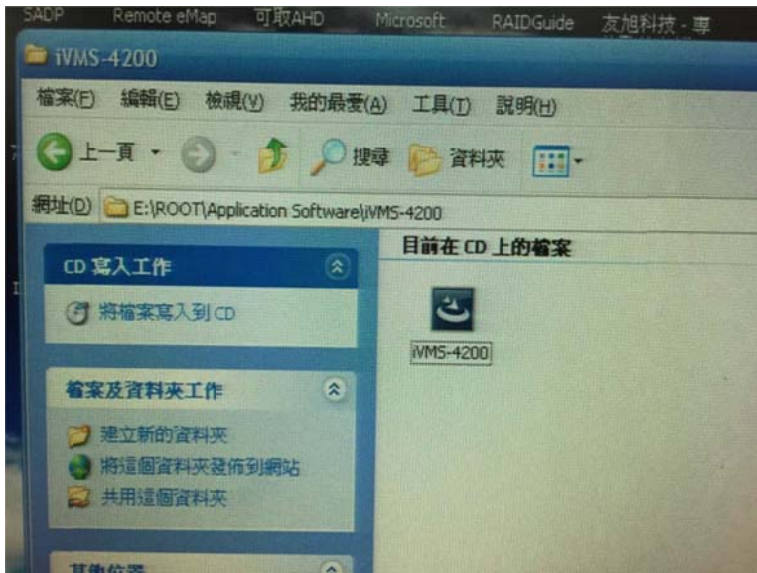 SADP Remote eMap 可取AHD Microsoft RAIDGuide 友旭科技 - 專
iVMS-4200
檔案(F) 編輯(E) 檢視(V) 我的最愛(A) 工具(T) 說明(H)
上一頁 搜尋 資料夾
網址(D) E:\ROOT\Application Software\iVMS-4200
目前在 CD 上的檔案
CD 寫入工作
將檔案寫入到 CD
iVMS-4200
檔案及資料夾工作
建立新的資料夾
將這個資料夾發佈到網站
共用這個資料夾
其他位置